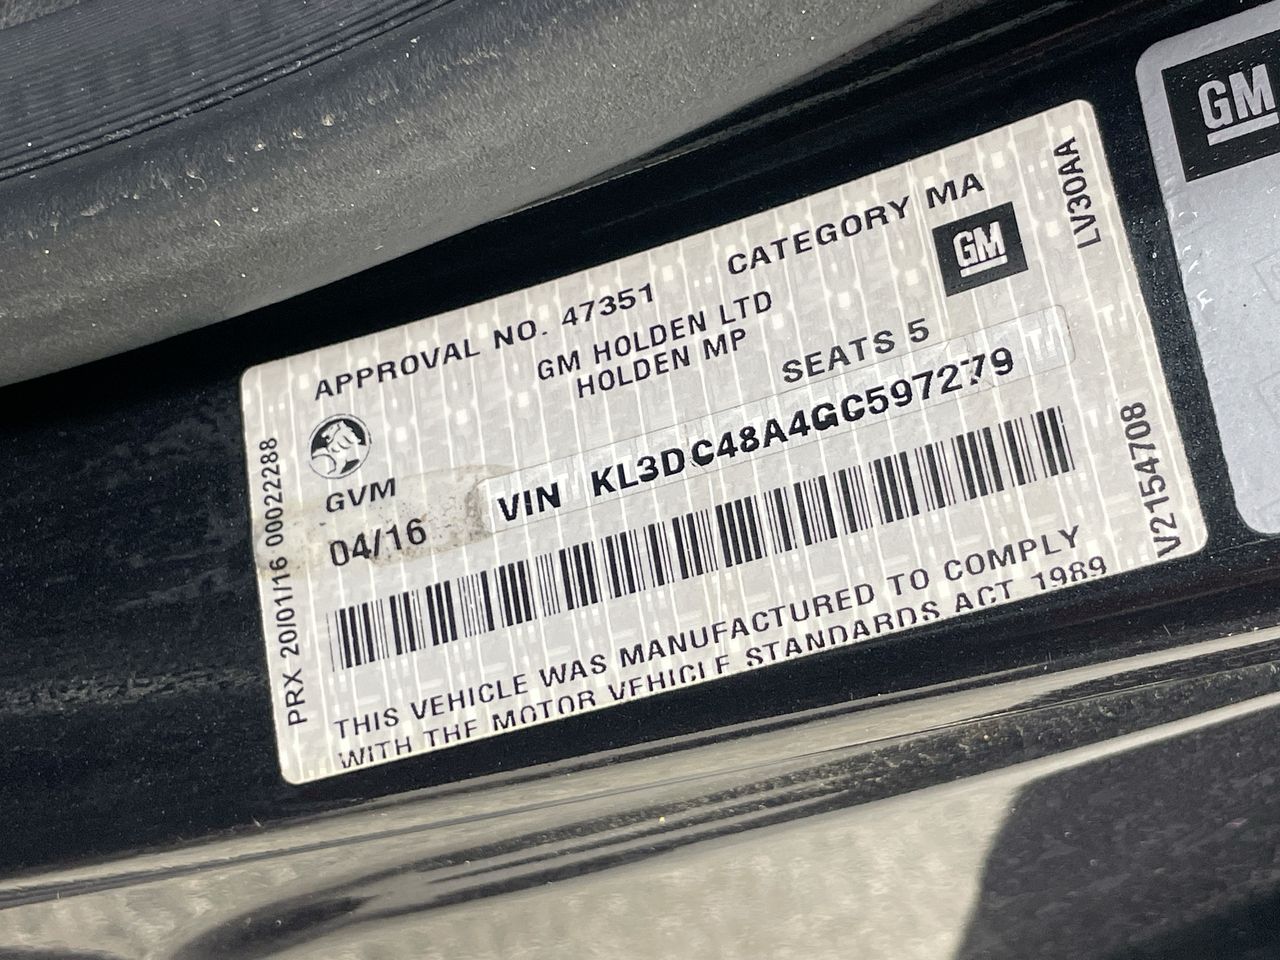 GM
LV30AA
APPROVAL NO. 47351
CATEGORY MA
GM
GM HOLDEN LTD
HOLDEN MP
SEATS 5
GVM
04/16
VIN KL3DC48A4GC597279
THIS VEHICLE WAS MANUFACTURED TO COMPLY
WITH THE MOTOR VEHICLE STANDARDS ACT 1989
PRX 20/01/16 00022288
V2154708